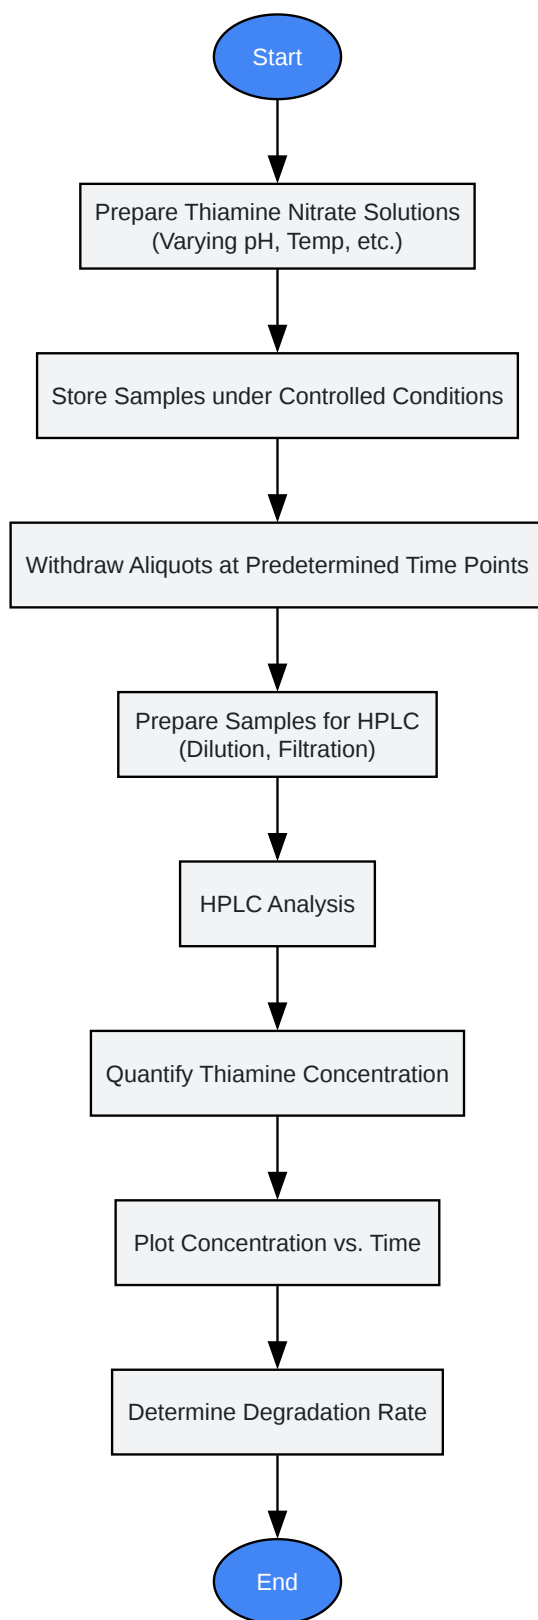 Start
Prepare Thiamine Nitrate Solutions
(Varying pH, Temp, etc.)
Store Samples under Controlled Conditions
Withdraw Aliquots at Predetermined Time Points
Prepare Samples for HPLC
(Dilution, Filtration)
HPLC Analysis
Quantify Thiamine Concentration
Plot Concentration vs. Time
Determine Degradation Rate
End